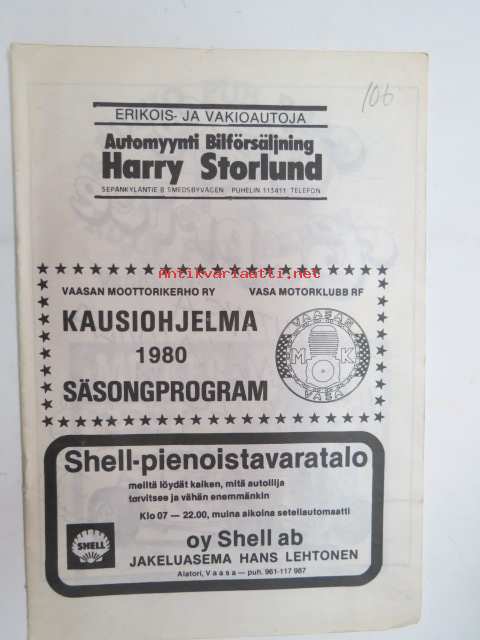 106
ERIKOIS- JA VAKIOAUTOJA
Automyynti Bilförsäljning
Harry Storlund
SEPÄNKYLÄNTIE 8 SMEDSBYVÄGEN PUHELIN 113411 TELEFON
Antikvariaatti.net
VAASAN MOOTTORIKERHO RY VASA MOTORKLUBB RF
KAUSIOHJELMA
1980
SÄSONGPROGRAM
VAASAN
M K
VASA
Shell-pienoistavaratalo
meiltä löydät kaiken, mitä autoilija
tarvitsee ja vähän enemmänkin
Klo 07 — 22.00, muina aikoina seteliautomaatti
SHELL
oy Shell ab
JAKELUASEMA HANS LEHTONEN
Alatori, Vaasa — puh. 961-117 987